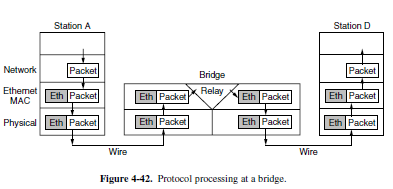 Station A
Station D
Network
Packet
Packet
Bridge
Ethernet
MAC
Eth Packet
Eth Packet
Relay
Eth Packet
Eth Packet
Physical
Eth Packet
Eth Packet
Eth Packet
Eth Packet
Wire
Wire
Figure 4-42. Protocol processing at a bridge.